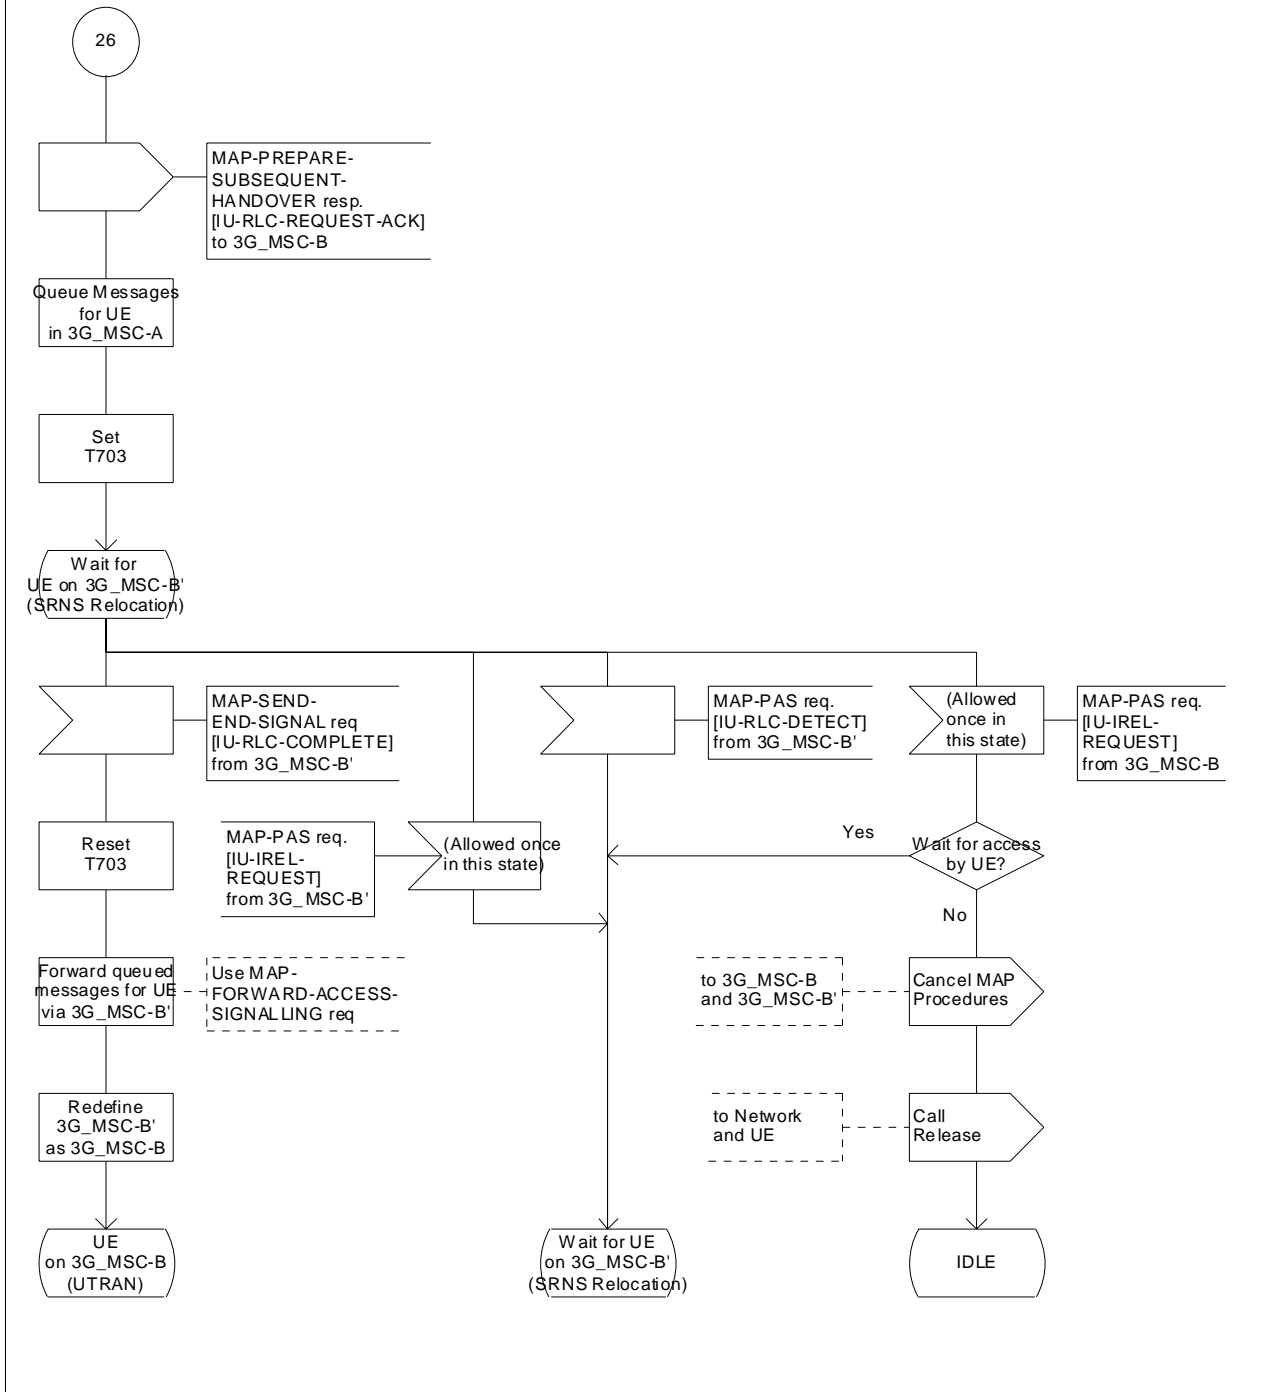 26
MAP-PREPARE-
SUBSEQUENT-
HANDOVER resp.
[IU-RLC-REQUEST-ACK]
to 3G_MSC-B
Queue Messages
for UE
in 3G_MSC-A
Set
T703
Wait for
UE on 3G_MSC-B'
(SRNS Relocation)
MAP-SEND-
END-SIGNAL req
[IU-RLC-COMPLETE]
from 3G_MSC-B'
MAP-PAS req.
[IU-RLC-DETECT]
from 3G_MSC-B'
(Allowed
once in
this state)
MAP-PAS req.
[IU-IREL-
REQUEST]
from 3G_MSC-B
Reset
T703
MAP-PAS req.
[IU-IREL-
REQUEST]
from 3G_MSC-B'
(Allowed once
in this state)
Yes
Wait for access
by UE?
No
Forward queued
messages for UE
via 3G_MSC-B'
Use MAP-
FORWARD-ACCESS-
SIGNALLING req
to 3G_MSC-B
and 3G_MSC-B'
Cancel MAP
Procedures
Redefine
3G_MSC-B'
as 3G_MSC-B
to Network
and UE
Call
Release
UE
on 3G_MSC-B
(UTRAN)
Wait for UE
on 3G_MSC-B'
(SRNS Relocation)
IDLE